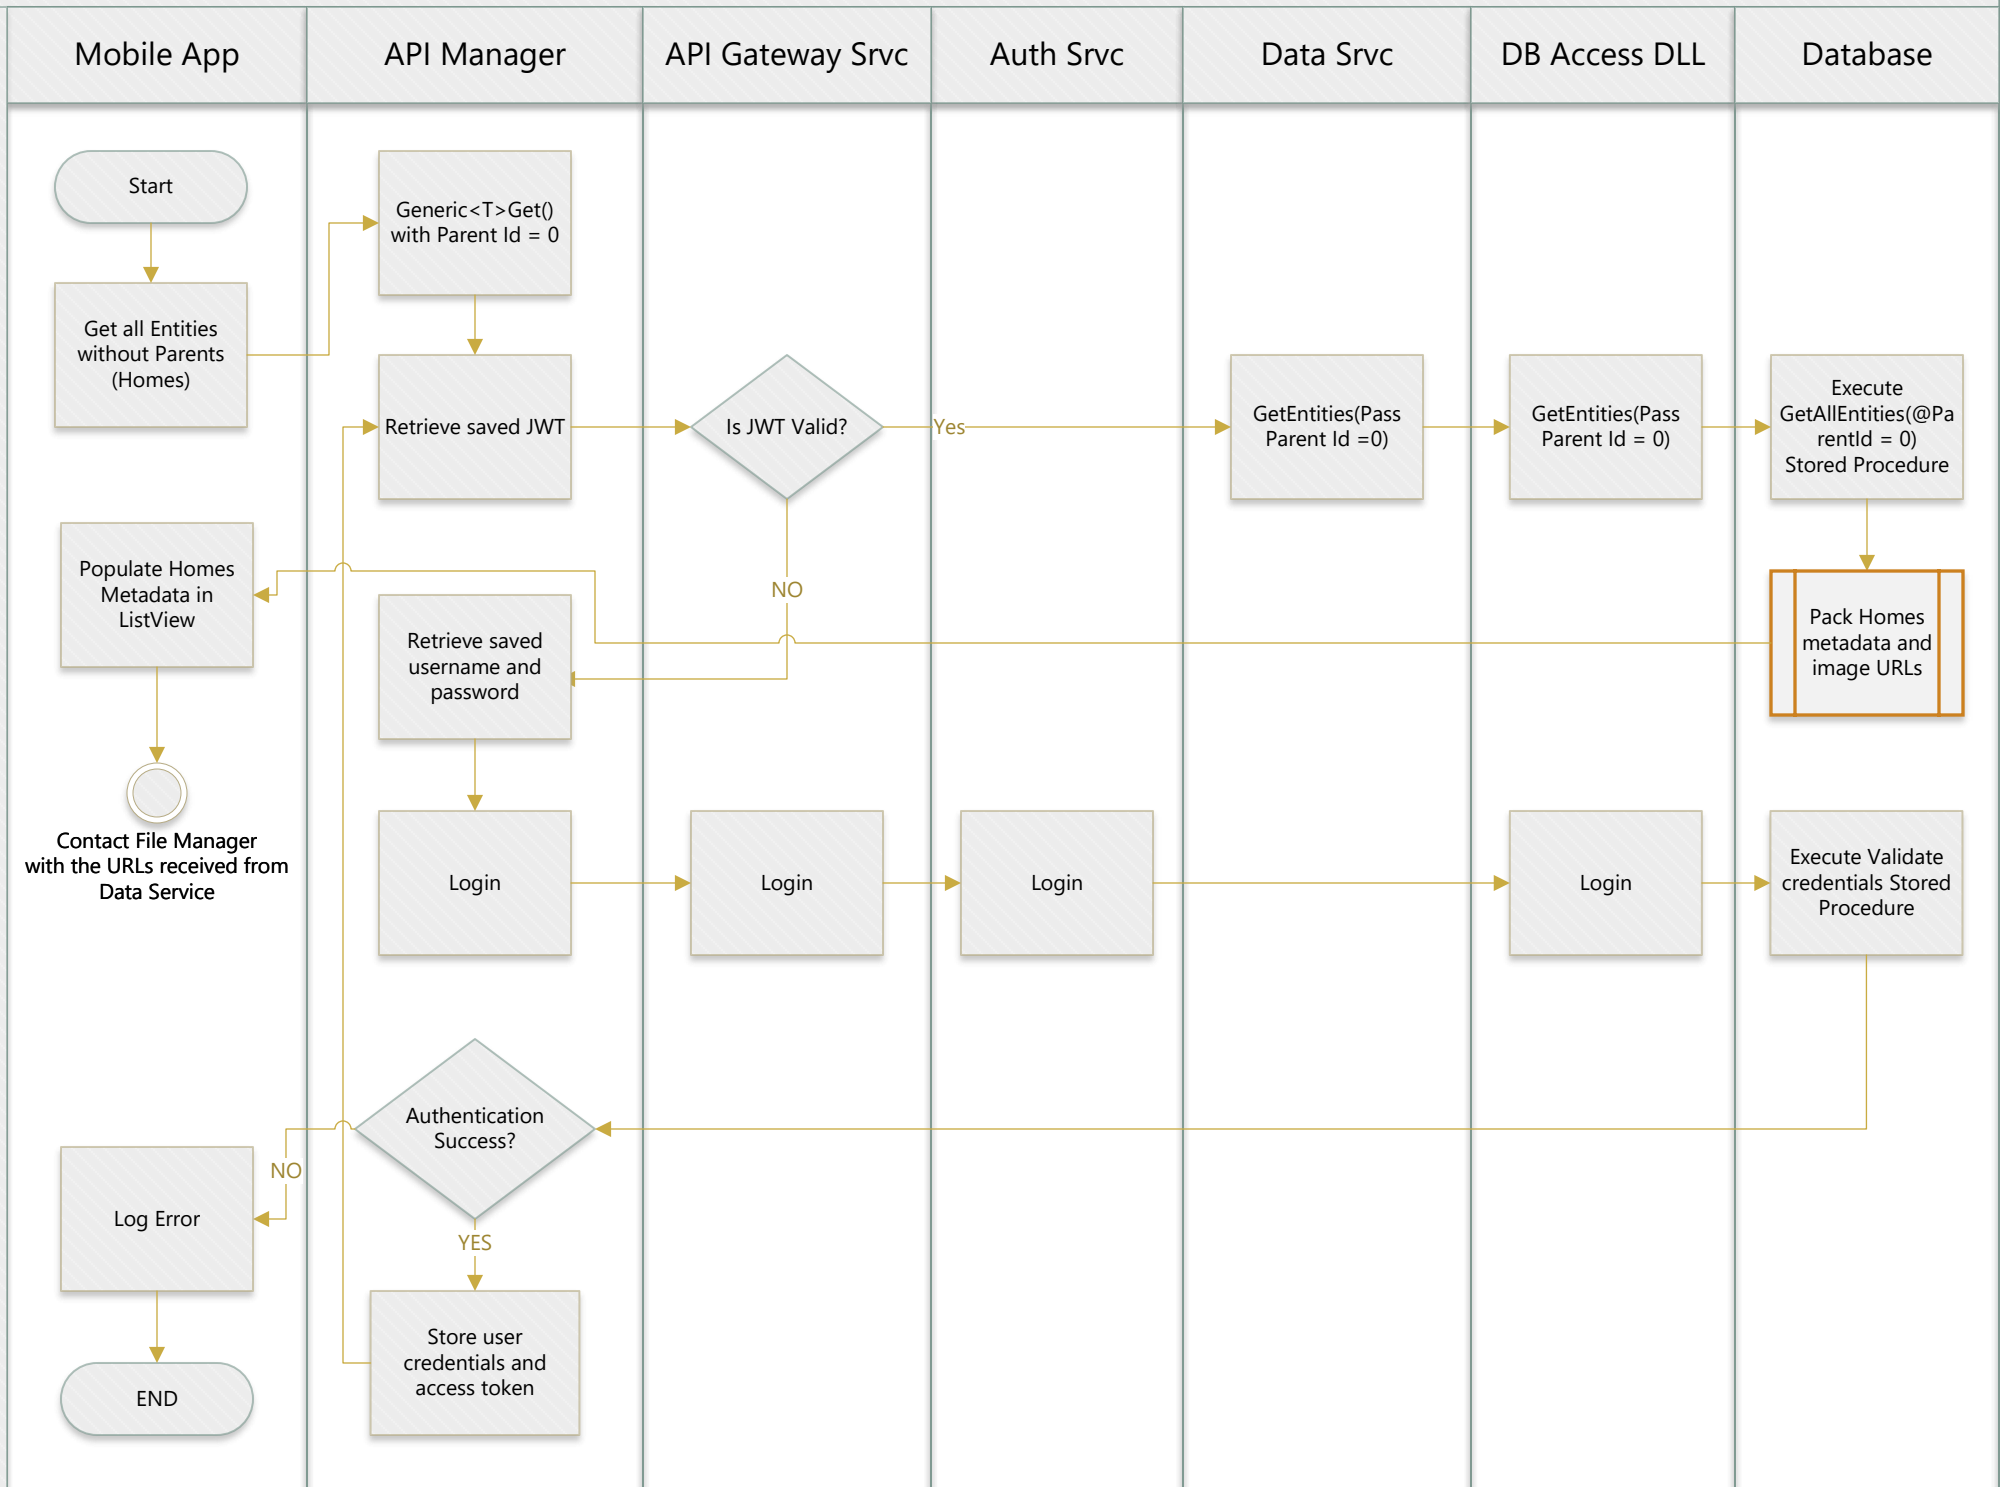 Mobile App
API Manager
API Gateway Srvc
Auth Srvc
Data Srvc
DB Access DLL
Database
Start
Get all Entities
without Parents
(Homes)
Generic<T>Get()
with Parent Id = 0
Retrieve saved JWT
Is JWT Valid?
Yes
NO
GetEntities(Pass
Parent Id =0)
GetEntities(Pass
Parent Id = 0)
Execute
GetAllEntities(@Pa
rentId = 0)
Stored Procedure
Pack Homes
metadata and
image URLs
Populate Homes
Metadata in
ListView
Contact File Manager
with the URLs received from
Data Service
Retrieve saved
username and
password
Login
Login
Login
Login
Execute Validate
credentials Stored
Procedure
Authentication
Success?
NO
YES
Log Error
END
Store user
credentials and
access token